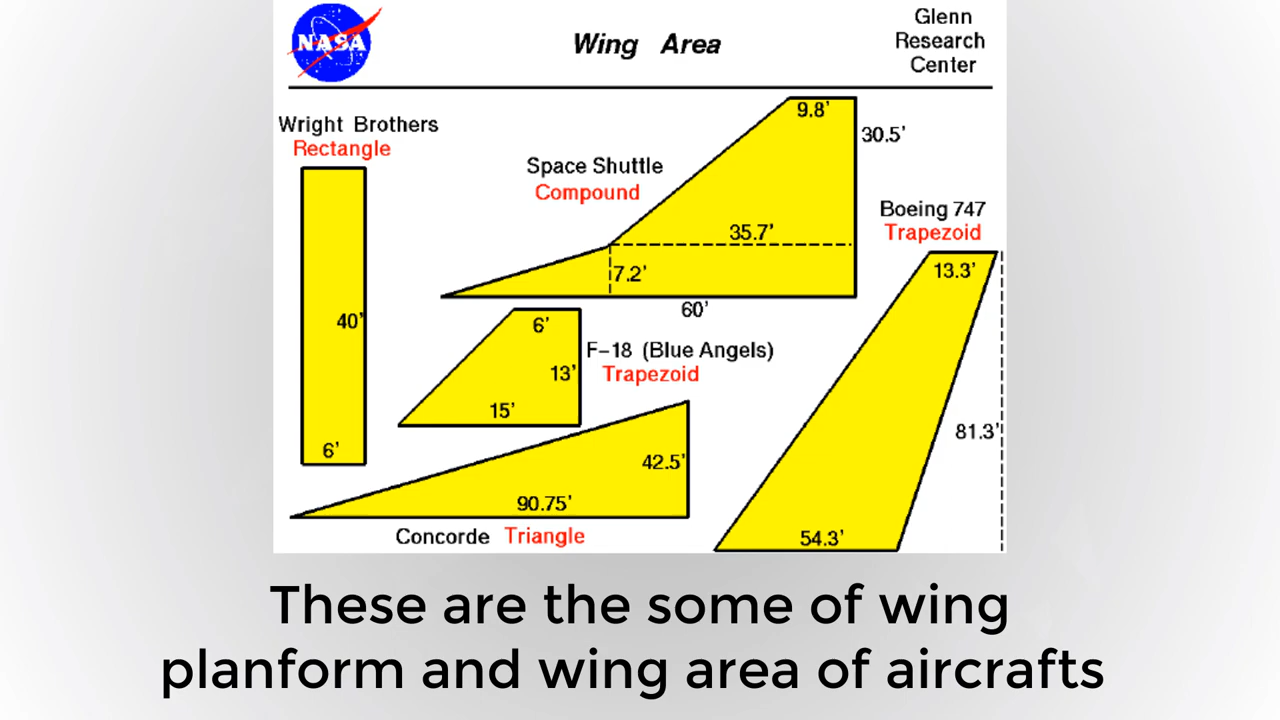 NASA
Wing Area
Glenn
Research
Center
Wright Brothers
Rectangle
40'
6'
Space Shuttle
Compound
9.8'
30.5'
35.7'
7.2'
60'
Boeing 747
Trapezoid
13.3'
81.3'
54.3'
6'
13'
15'
F-18 (Blue Angels)
Trapezoid
42.5'
90.75'
Concorde Triangle
These are the some of wing
planform and wing area of aircrafts